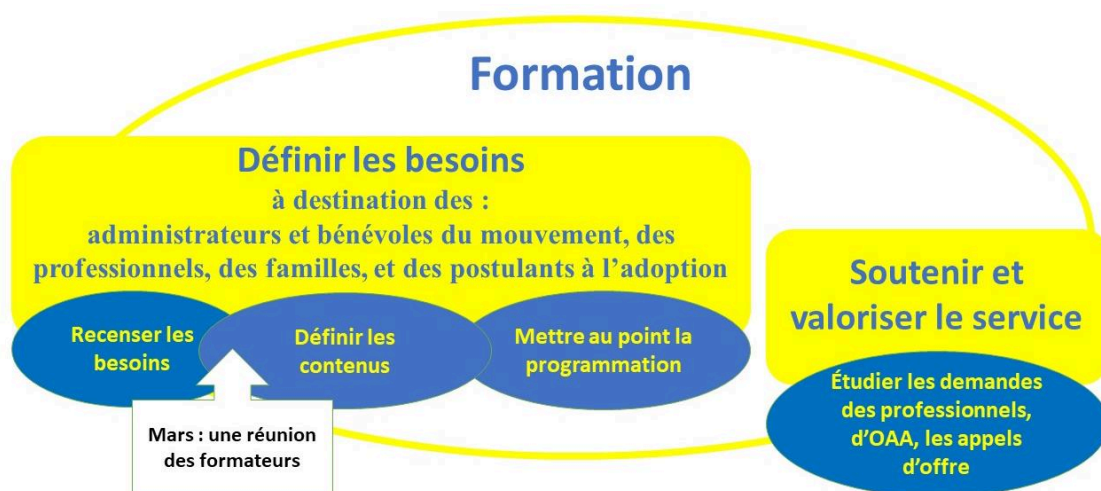 Formation
Définir les besoins
à destination des :
administrateurs et bénévoles du mouvement, des
professionnels, des familles, et des postulants à l’adoption
Recenser les
besoins
Définir les
contenus
Mettre au point la
programmation
Mars : une réunion
des formateurs
Soutenir et
valoriser le service
Étudier les demandes
des professionnels,
d’OAA, les appels
d’offre